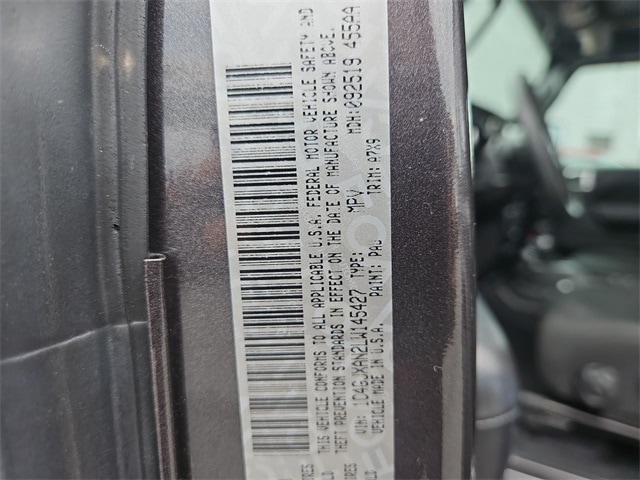 THIS VEHICLE CONFORMS TO ALL APPLICABLE U.S.A. FEDERAL MOTOR VEHICLE SAFETY AND
THEFT PREVENTION STANDARDS IN EFFECT ON THE DATE OF MANUFACTURE SHOWN ABOVE.
VIN: 1C4GJXAN2LW145427 TYPE: MPV MDH:092519 455AA
VEHICLE MADE IN U.S.A. PAINT: PAU TRIM: A7X9